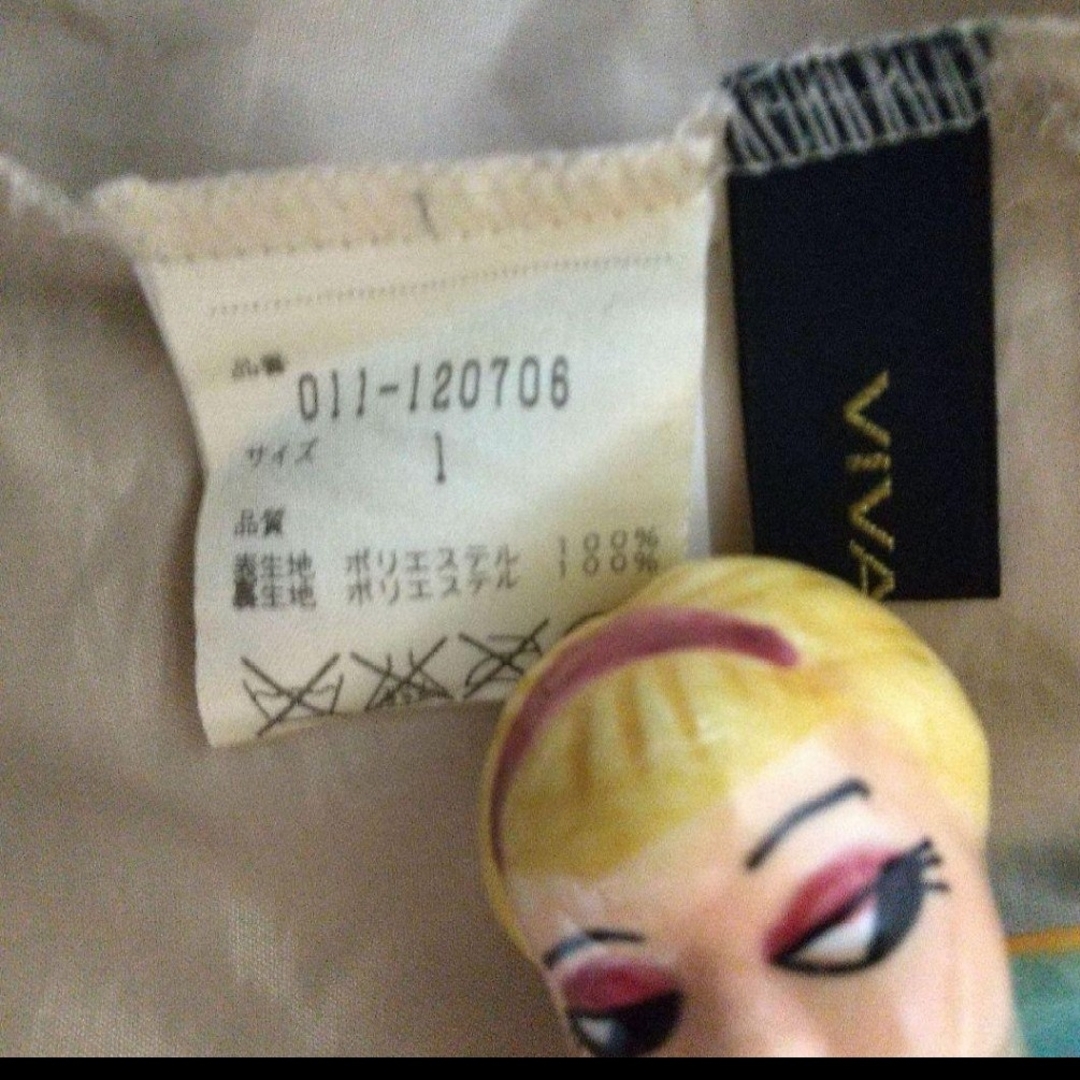 品番 011-120706
サイズ 1
品質
表生地 ポリエステル 100%
裏生地 ポリエステル 100%
VIVA